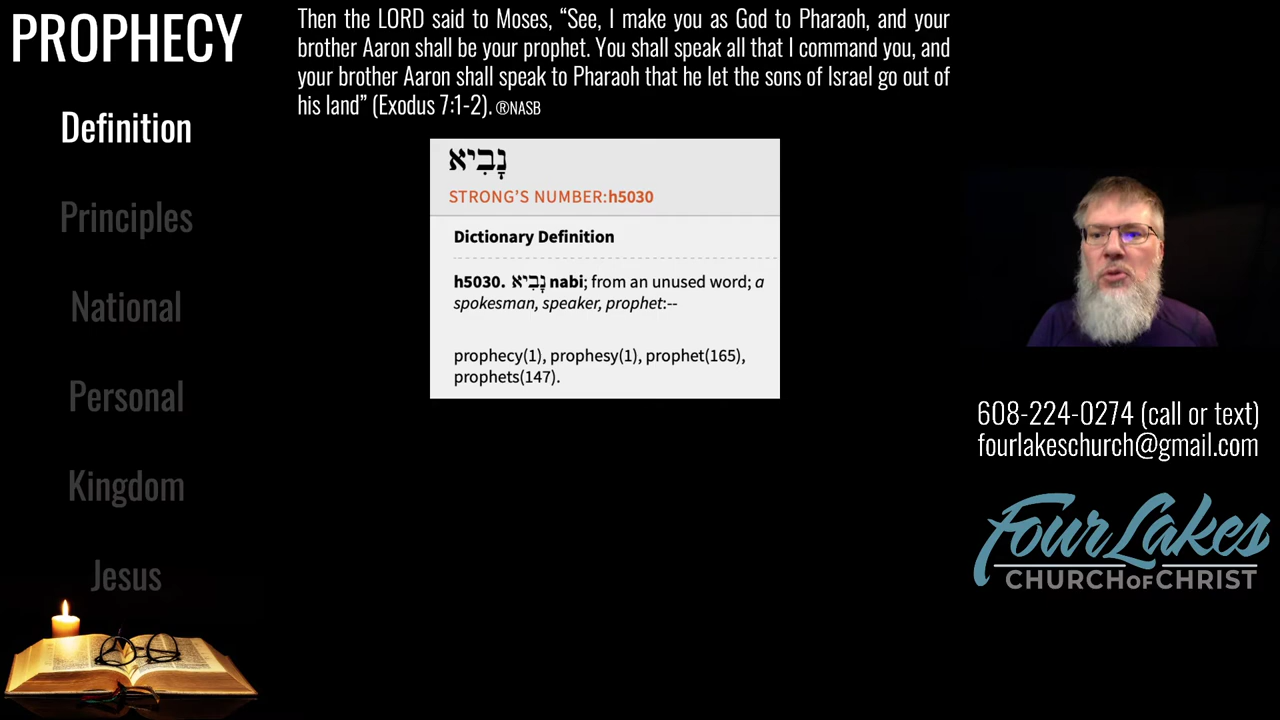 PROPHECY
Definition
Principles
National
Personal
Kingdom
Jesus
Then the LORD said to Moses, “See, I make you as God to Pharaoh, and your
brother Aaron shall be your prophet. You shall speak all that I command you, and
your brother Aaron shall speak to Pharaoh that he let the sons of Israel go out of
his land” (Exodus 7:1-2). ®NASB
נָבִיא
STRONG’S NUMBER:h5030
Dictionary Definition
h5030. נָבִיא nabi; from an unused word; a
spokesman, speaker, prophet:--
prophecy(1), prophesy(1), prophet(165),
prophets(147).
608-224-0274 (call or text)
fourlakeschurch@gmail.com
Four Lakes
CHURCH OF CHRIST